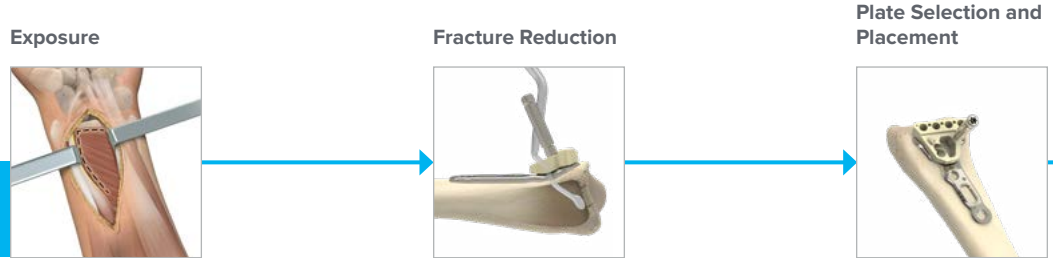 Exposure
Fracture Reduction
Plate Selection and
Placement